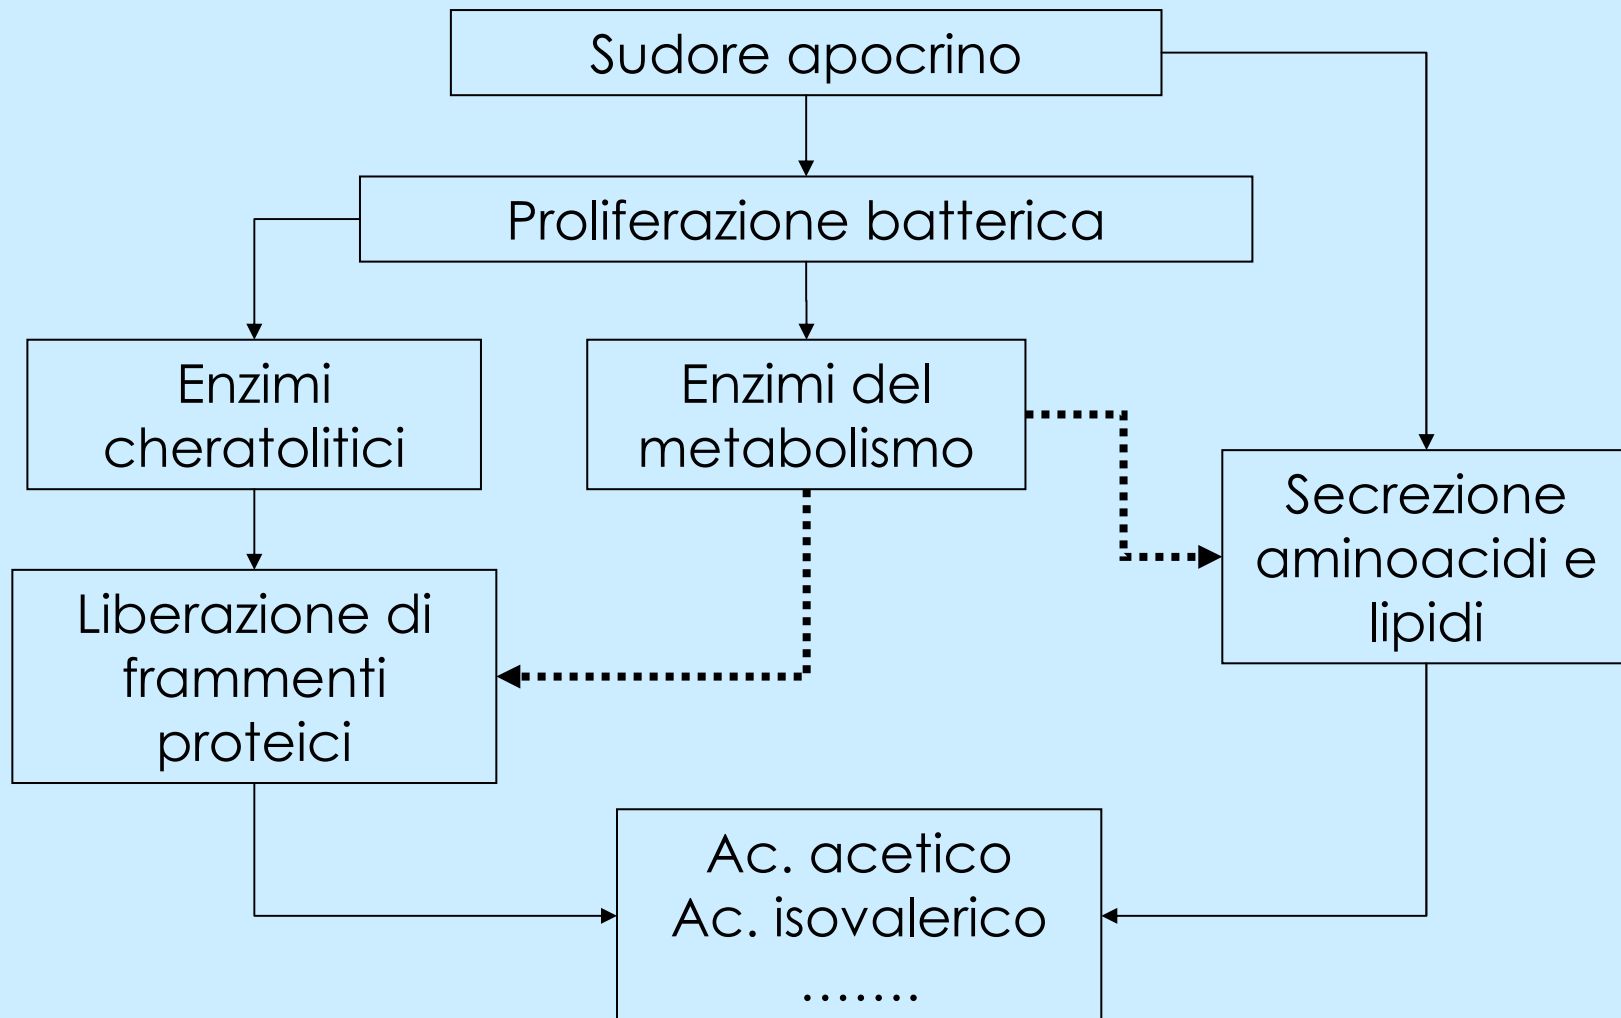 Sudore apocrino
Proliferazione batterica
Enzimi
cheratolitici
Enzimi del
metabolismo
Secrezione
aminoacidi e
lipidi
Liberazione di
frammenti
proteici
Ac. acetico
Ac. isovalerico
.......